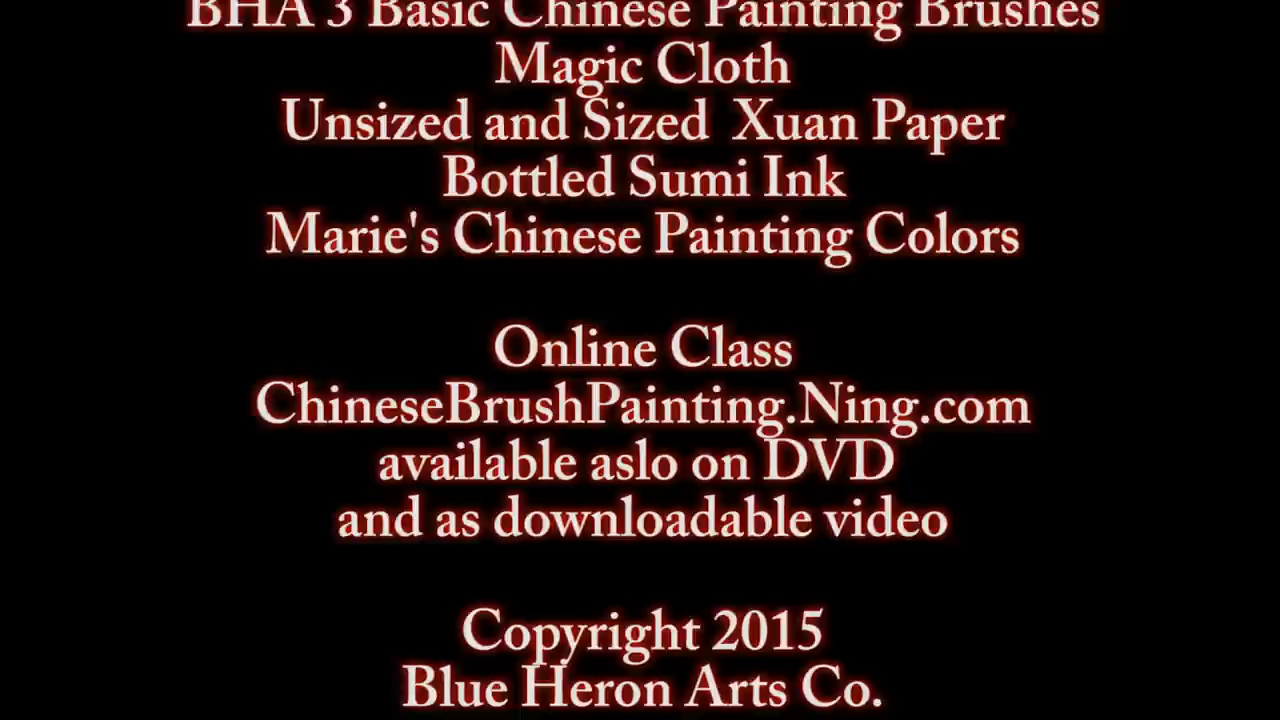 BHA 3 Basic Chinese Painting Brushes
Magic Cloth
Unsized and Sized  Xuan Paper
Bottled Sumi Ink
Marie's Chinese Painting Colors
Online Class
ChineseBrushPainting.Ning.com
available aslo on DVD
and as downloadable video
Copyright 2015
Blue Heron Arts Co.